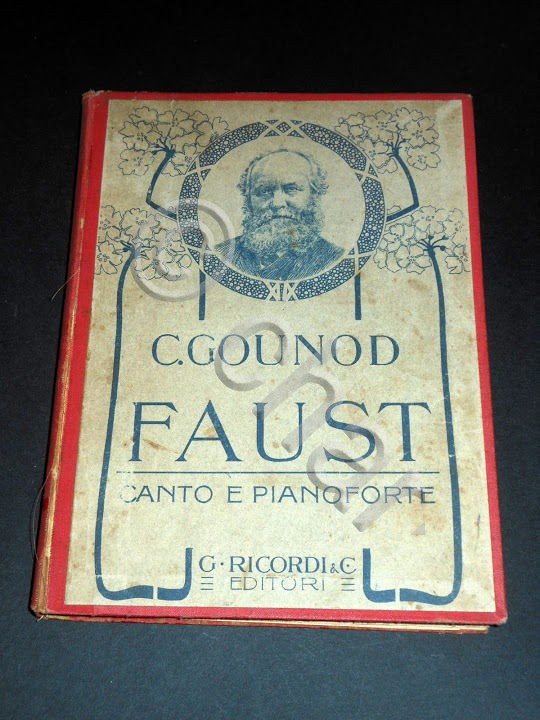 C. GOUNOD
FAUST
CANTO E PIANOFORTE
G. RICORDI & C.
EDITORI